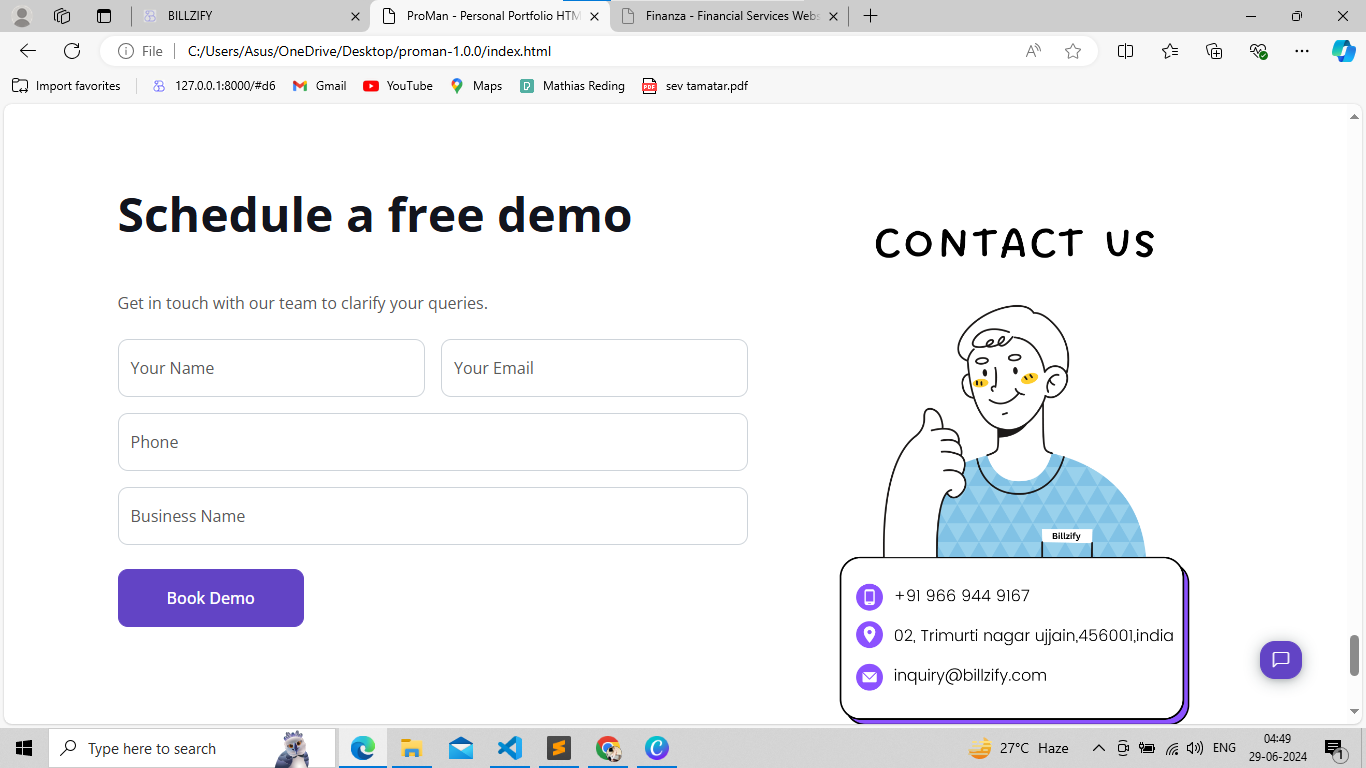 BILLZIFY
ProMan - Personal Portfolio HTM
Finanza - Financial Services Webs
File
C:/Users/Asus/OneDrive/Desktop/proman-1.0.0/index.html
Import favorites
127.0.0.1:8000/#d6
Gmail
YouTube
Maps
Mathias Reding
sev tamatar.pdf
Schedule a free demo
Get in touch with our team to clarify your queries.
Your Name
Your Email
Phone
Business Name
Book Demo
CONTACT US
Billzify
+91 966 944 9167
02, Trimurti nagar ujjain,456001,india
inquiry@billzify.com
Type here to search
27°C Haze
ENG
04:49
29-06-2024
1